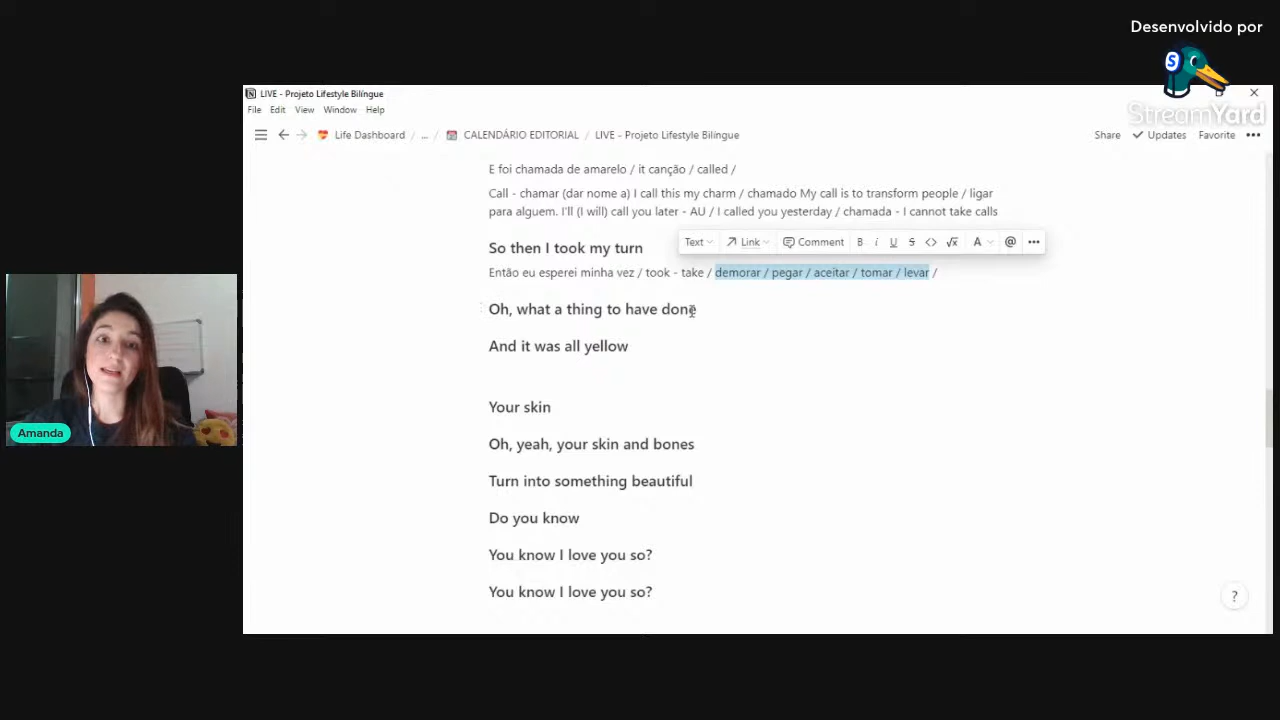 Desenvolvido por
S
StreamYard
LIVE - Projeto Lifestyle Bilíngue
File Edit View Window Help
Life Dashboard / ... / CALENDÁRIO EDITORIAL / LIVE - Projeto Lifestyle Bilíngue
Share Updates Favorite •••
E foi chamada de amarelo / it canção / called /
Call - chamar (dar nome a) I call this my charm / chamado My call is to transform people / ligar
para alguem. I'll (I will) call you later - AU / I called you yesterday / chamada - I cannot take calls
So then I took my turn
Text Link Comment B i U S <> √x A @ •••
Então eu esperei minha vez / took - take / demorar / pegar / aceitar / tomar / levar /
Oh, what a thing to have done
And it was all yellow
Your skin
Oh, yeah, your skin and bones
Turn into something beautiful
Do you know
You know I love you so?
You know I love you so?
?
Amanda